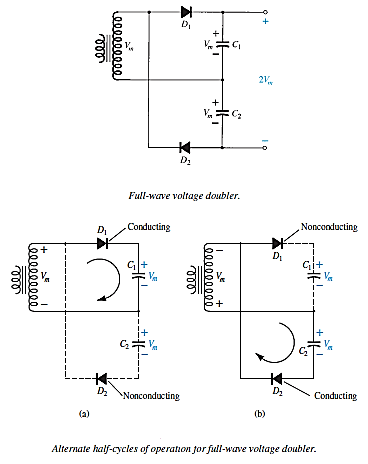 D1
+
Vm
+
Vm C1
−
2Vm
+
Vm C2
−
−
D2
Full-wave voltage doubler.
D1 Conducting
+
Vm
−
C1 + Vm −
C2 + Vm −
D2 Nonconducting
(a)
Nonconducting
D1
−
Vm
+
C1 + Vm −
C2 + Vm −
D2 Conducting
(b)
Alternate half-cycles of operation for full-wave voltage doubler.